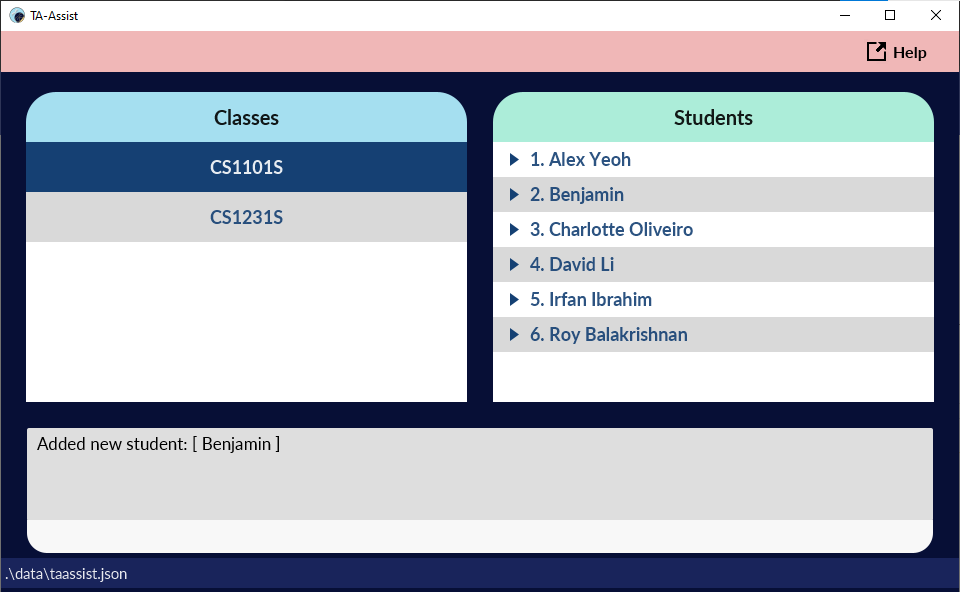 TA-Assist
Help
Classes
CS1101S
CS1231S
Students
1. Alex Yeoh
2. Benjamin
3. Charlotte Oliveiro
4. David Li
5. Irfan Ibrahim
6. Roy Balakrishnan
Added new student: [ Benjamin ]
.\data\taassist.json